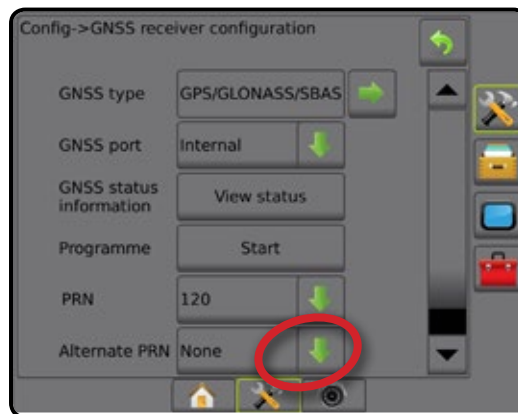 Config->GNSS receiver configuration
GNSS type GPS/GLONASS/SBAS
GNSS port Internal
GNSS status
information View status
Programme Start
PRN 120
Alternate PRN None